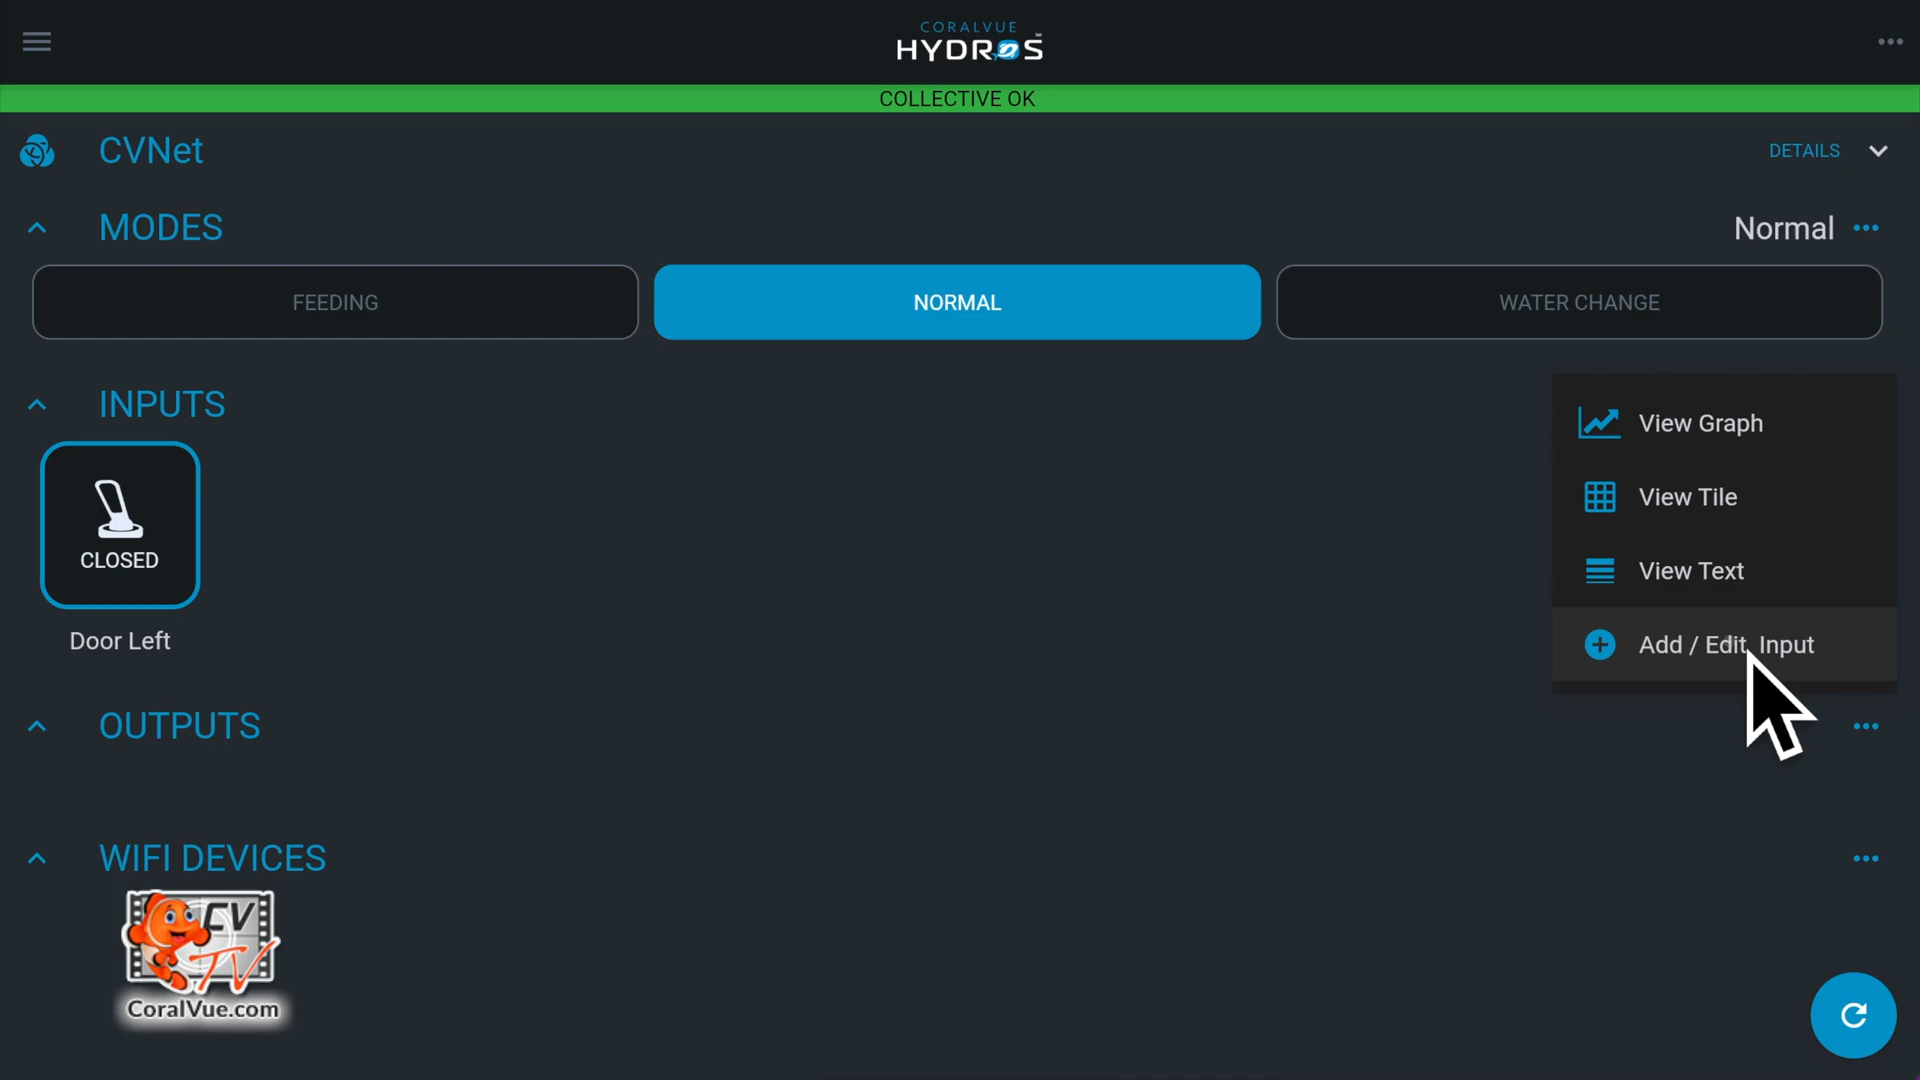 CORALVUE
HYDROS™
COLLECTIVE OK
CVNet
DETAILS
MODES
Normal
FEEDING
NORMAL
WATER CHANGE
INPUTS
View Graph
View Tile
View Text
Add / Edit Input
CLOSED
Door Left
OUTPUTS
WIFI DEVICES
CV
TV
CoralVue.com